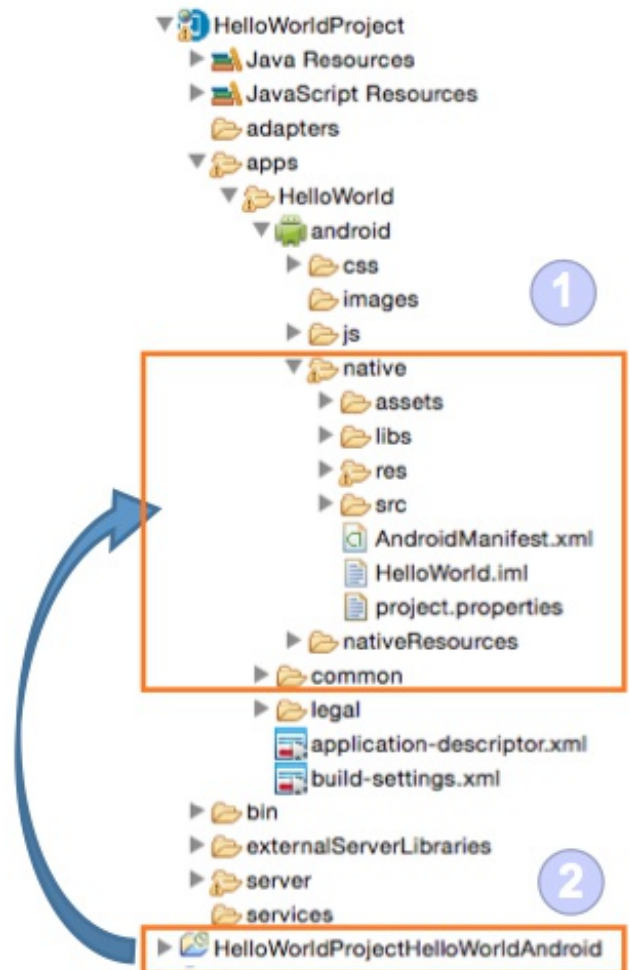 HelloWorldProject
Java Resources
JavaScript Resources
adapters
apps
HelloWorld
android
css
images
1
js
native
assets
libs
res
src
AndroidManifest.xml
HelloWorld.iml
project.properties
nativeResources
common
legal
application-descriptor.xml
build-settings.xml
bin
externalServerLibraries
server
2
services
HelloWorldProjectHelloWorldAndroid